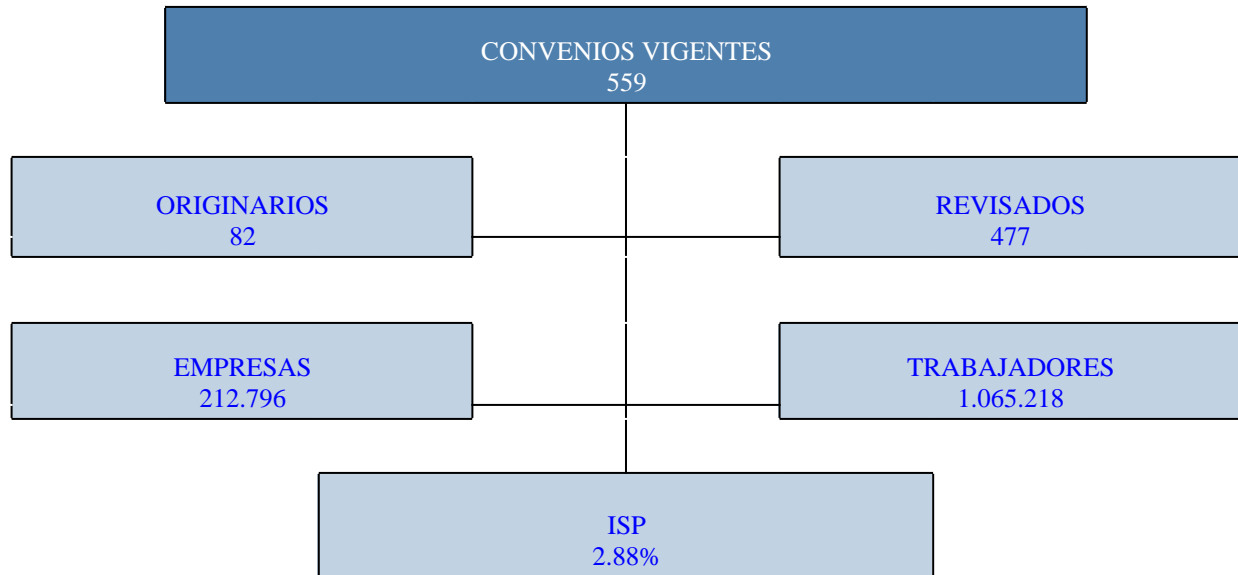 CONVENIOS VIGENTES
559
ORIGINARIOS
82
REVISADOS
477
EMPRESAS
212.796
TRABAJADORES
1.065.218
ISP
2.88%